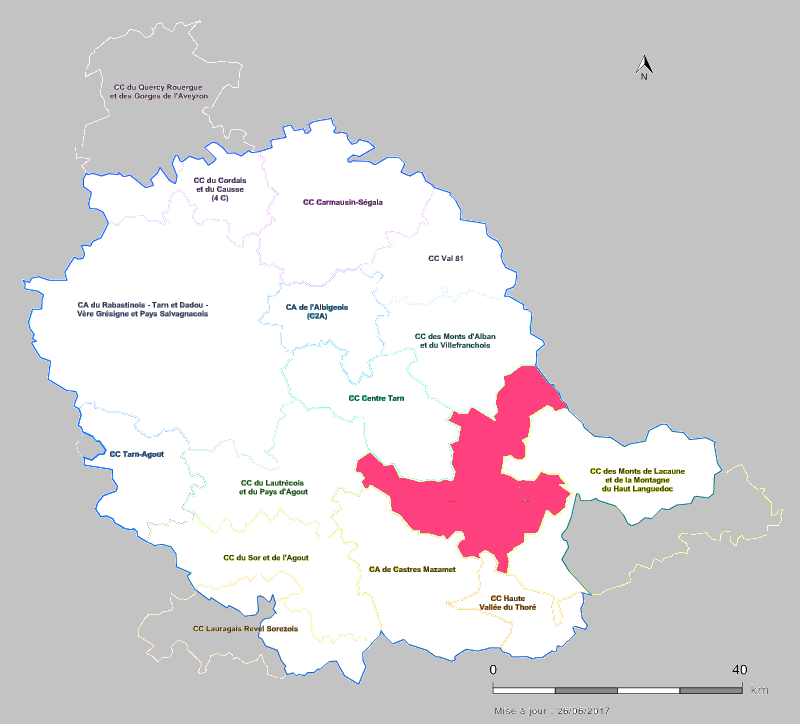 CC du Quercy Rouergue
et des Gorges de l'Aveyron
N
CC du Cordais
et du Causse
(4 C)
CC Carmausin-Ségala
CC Val 81
CA du Rabastinois - Tarn et Dadou -
Vère Grésigne et Pays Salvagnacois
CA de l'Albigeois
(C2A)
CC des Monts d'Alban
et du Villefranchois
CC Centre Tarn
CC Tarn-Agout
CC des Monts de Lacaune
et de la Montagne
du Haut Languedoc
CC du Lautrécois
et du Pays d'Agout
CC du Sor et de l'Agout
CA de Castres Mazamet
CC Haute
Vallée du Thoré
CC Lauragais Revel Sorezois
0 40
km
Mise à jour : 26/06/2017